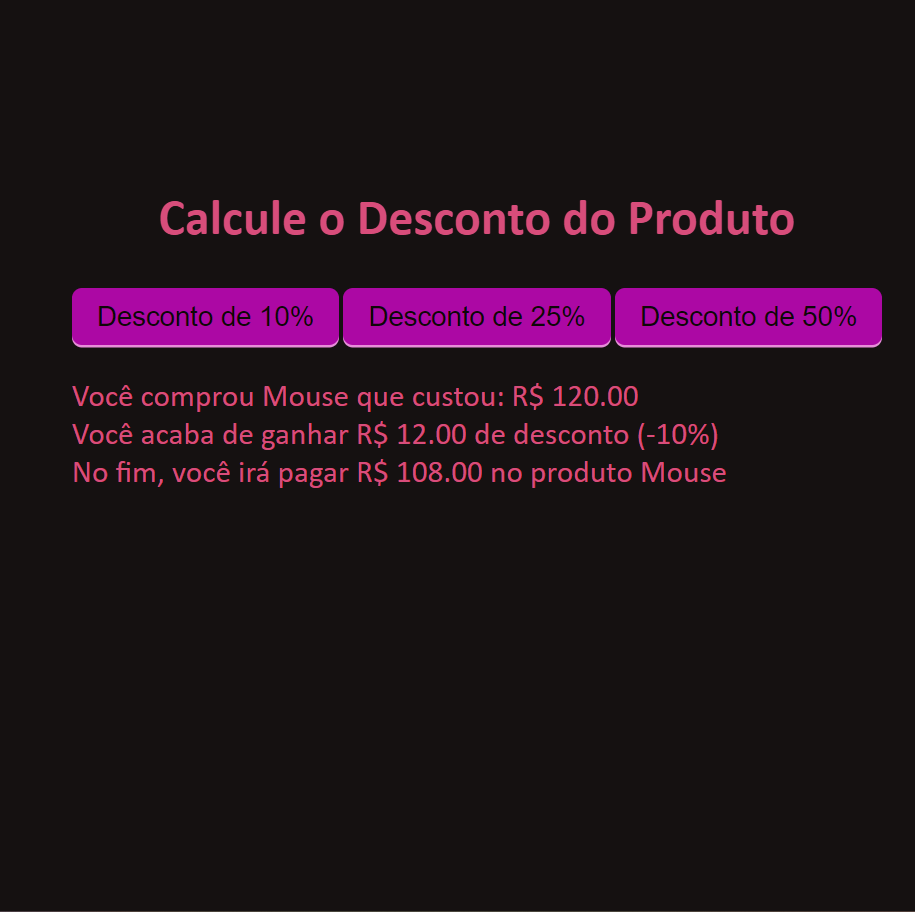 Calcule o Desconto do Produto
Desconto de 10% Desconto de 25% Desconto de 50%
Você comprou Mouse que custou: R$ 120.00
Você acaba de ganhar R$ 12.00 de desconto (-10%)
No fim, você irá pagar R$ 108.00 no produto Mouse